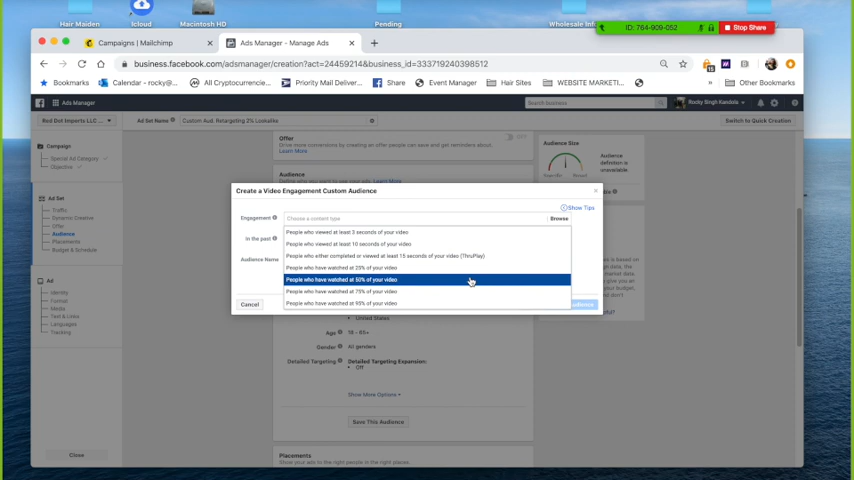 Hair Maiden
Icloud
Macintosh HD
Pending
Wholesale Info
ID: 764-909-052
Stop Share
Campaigns | Mailchimp
Ads Manager - Manage Ads
business.facebook.com/adsmanager/creation?act=24459214&business_id=333719240398512
Bookmarks
Calendar - rocky@...
All Cryptocurrencie...
Priority Mail Deliver...
Share
Event Manager
Hair Sites
WEBSITE MARKETI...
Other Bookmarks
Ads Manager
Search business
Rocky Singh Kandola
Red Dot Imports LLC ...
Ad Set Name
Custom Aud: Retargeting 2% Lookalike
Switch to Quick Creation
Campaign
Special Ad Category
Objective
Ad Set
Traffic
Dynamic Creative
Offer
Audience
Placements
Budget & Schedule
Ad
Identity
Format
Media
Text & Links
Languages
Tracking
Close
Offer
Drive more conversions by creating an offer people can save and get reminders about.
Learn More
Audience
Define who you want to see your ads. Learn More
Audience Size
Audience definition is unavailable.
Specific
Broad
Create a Video Engagement Custom Audience
Show Tips
Engagement
Choose a content type
Browse
In the past
Audience Name
People who viewed at least 3 seconds of your video
People who viewed at least 10 seconds of your video
People who either completed or viewed at least 15 seconds of your video (ThruPlay)
People who have watched at 25% of your video
People who have watched at 50% of your video
People who have watched at 75% of your video
People who have watched at 95% of your video
Cancel
United States
Age
18 - 65+
Gender
All genders
Detailed Targeting
Detailed Targeting Expansion:
Off
Show More Options
Save This Audience
Placements
Show your ads to the right people in the right places.